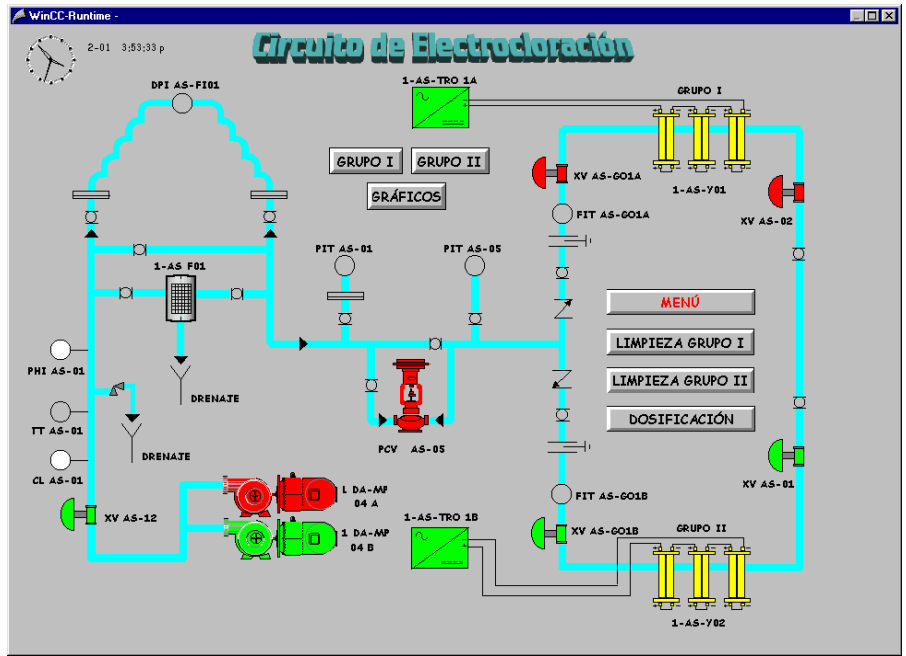 WinCC-Runtime -
2-01 3:53:33 p
Circuito de Electrocloración
DPI AS-FI01
1-AS-TRO 1A
GRUPO I
GRUPO I
GRUPO II
GRÁFICOS
XV AS-GO1A
1-AS-Y01
XV AS-02
FIT AS-GO1A
PIT AS-01
PIT AS-05
1-AS F01
MENÚ
LIMPIEZA GRUPO I
PHI AS-01
LIMPIEZA GRUPO II
DRENAJE
DOSIFICACIÓN
TT AS-01
DRENAJE
PCV AS-05
CL AS-01
XV AS-01
FIT AS-GO1B
L DA-MP
04 A
XV AS-12
1-AS-TRO 1B
GRUPO II
XV AS-GO1B
1 DA-MP
04 B
1-AS-Y02